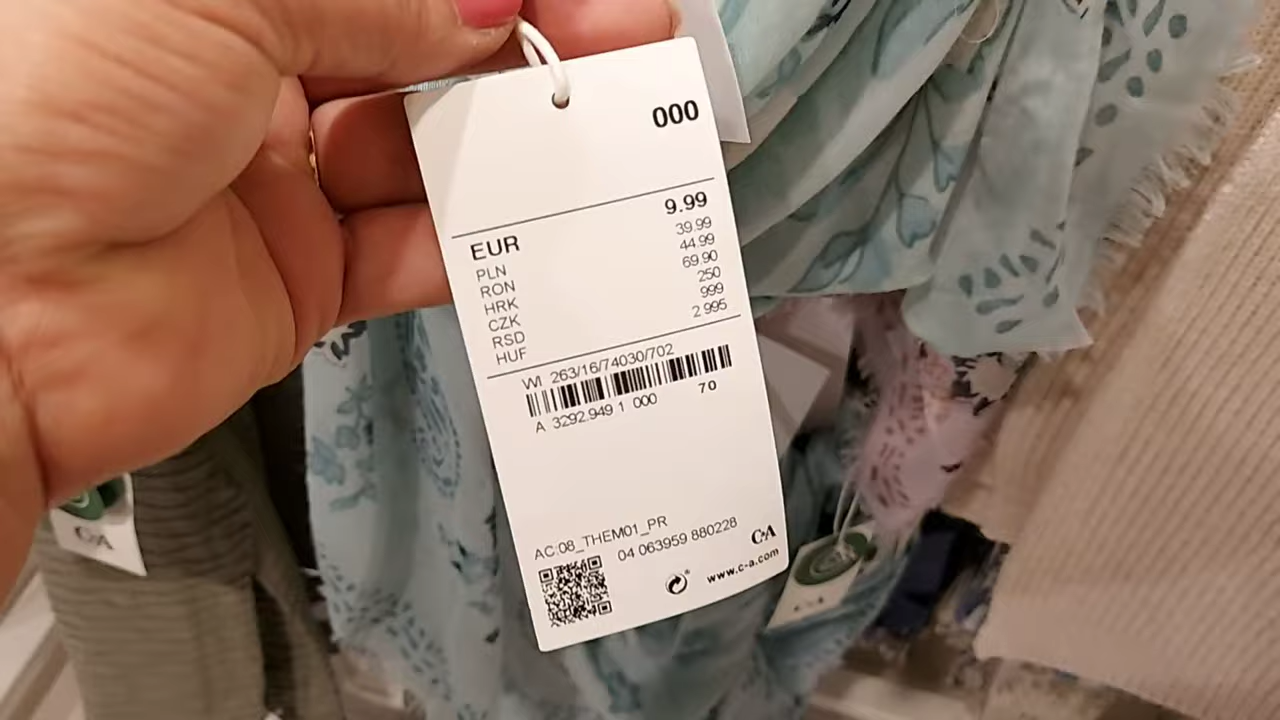 000
EUR 9.99
PLN 39.99
RON 44.99
HRK 69.90
CZK 250
RSD 999
HUF 2 995
WI 263/16/74030/702
A 3292.949 1 000 70
AC:08_THEM01_PR
04 063959 880228
C&A
www.c-a.com
C&A
C&A